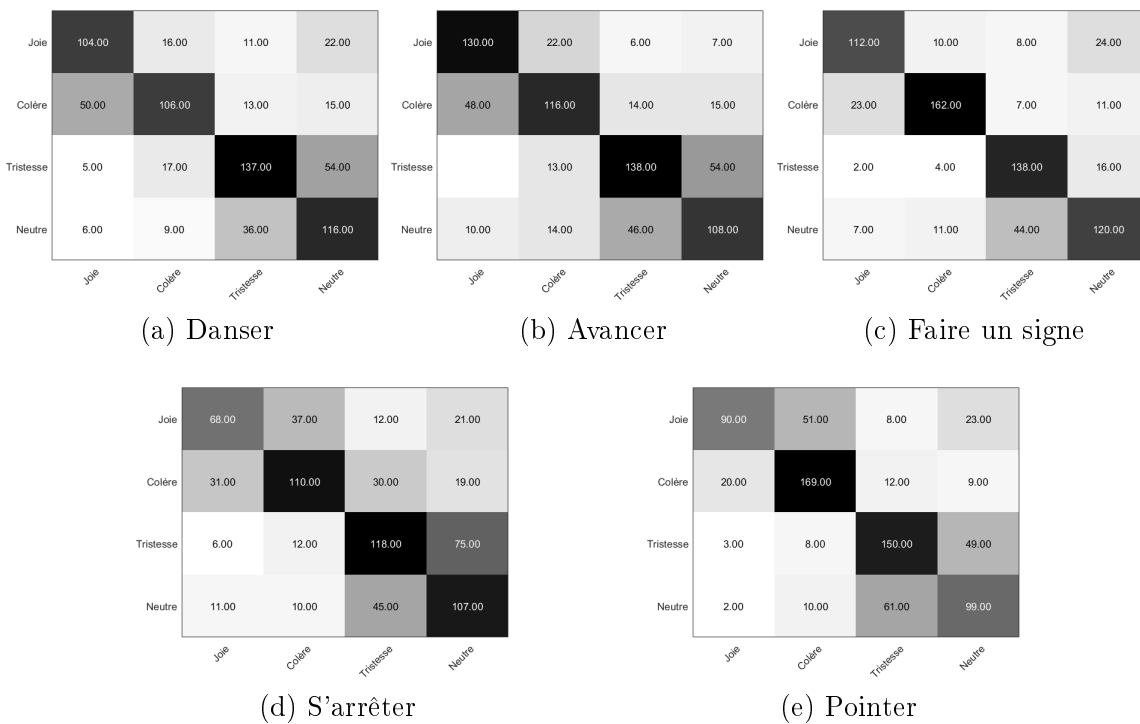 Joie 104.00 16.00 11.00 22.00
Colère 50.00 106.00 13.00 15.00
Tristesse 5.00 17.00 137.00 54.00
Neutre 6.00 9.00 36.00 116.00
Joie Colère Tristesse Neutre
(a) Danser
Joie 130.00 22.00 6.00 7.00
Colère 48.00 116.00 14.00 15.00
Tristesse 13.00 138.00 54.00
Neutre 10.00 14.00 46.00 108.00
Joie Colère Tristesse Neutre
(b) Avancer
Joie 112.00 10.00 8.00 24.00
Colère 23.00 162.00 7.00 11.00
Tristesse 2.00 4.00 138.00 16.00
Neutre 7.00 11.00 44.00 120.00
Joie Colère Tristesse Neutre
(c) Faire un signe
Joie 68.00 37.00 12.00 21.00
Colère 31.00 110.00 30.00 19.00
Tristesse 6.00 12.00 118.00 75.00
Neutre 11.00 10.00 45.00 107.00
Joie Colère Tristesse Neutre
(d) S'arrêter
Joie 90.00 51.00 8.00 23.00
Colère 20.00 169.00 12.00 9.00
Tristesse 3.00 8.00 150.00 49.00
Neutre 2.00 10.00 61.00 99.00
Joie Colère Tristesse Neutre
(e) Pointer